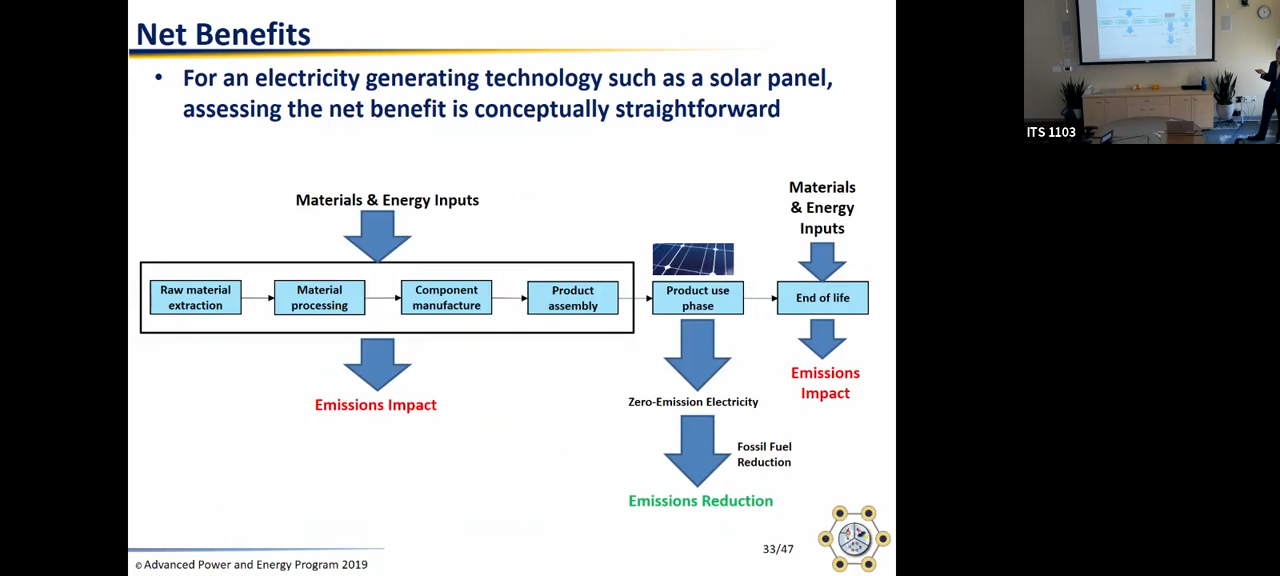 Net Benefits
• For an electricity generating technology such as a solar panel,
assessing the net benefit is conceptually straightforward
Materials & Energy Inputs
Materials
& Energy
Inputs
Raw material
extraction
Material
processing
Component
manufacture
Product
assembly
Product use
phase
End of life
Emissions Impact
Zero-Emission Electricity
Fossil Fuel
Reduction
Emissions Reduction
Emissions
Impact
33/47
© Advanced Power and Energy Program 2019
ITS 1103